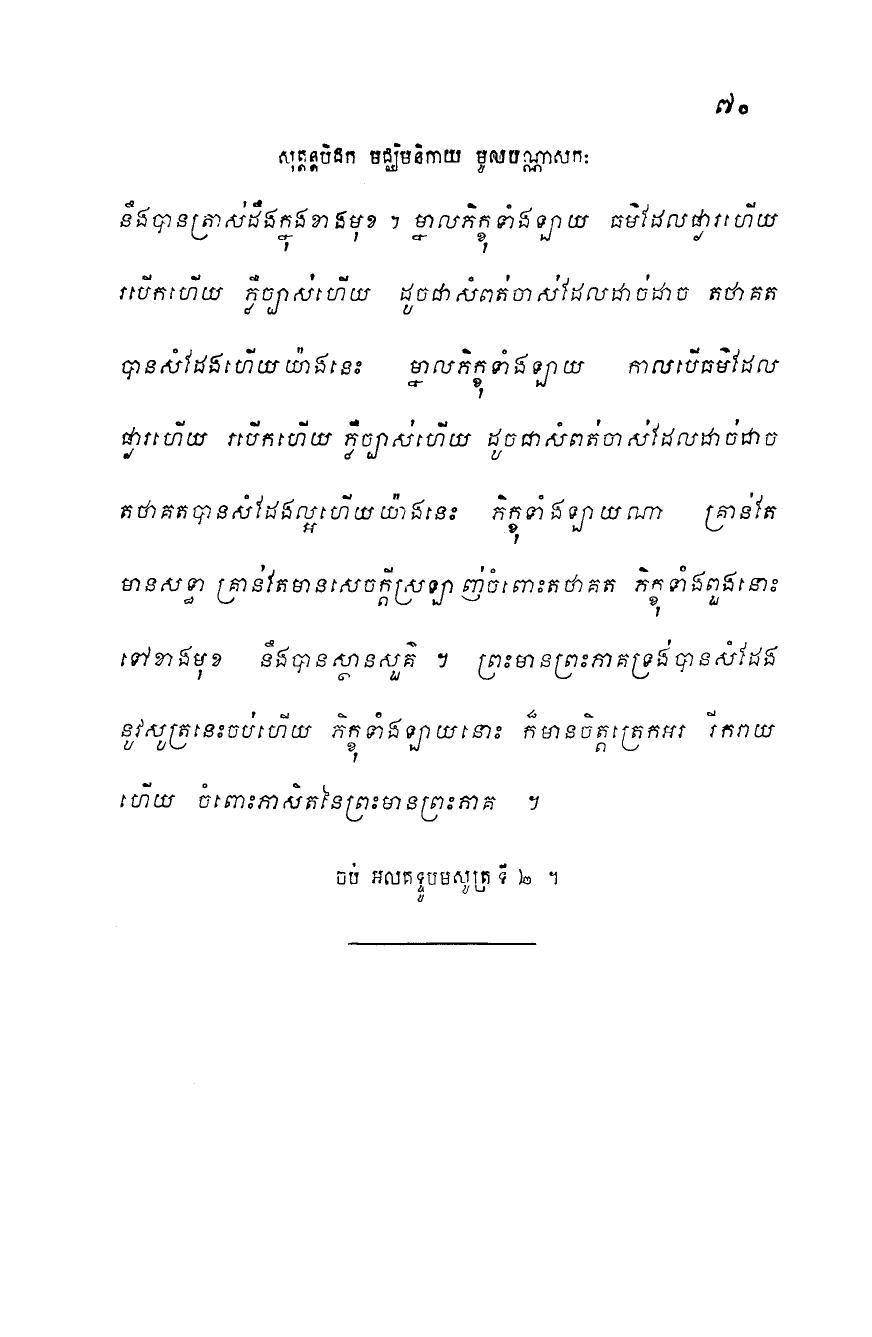 ៧០
សុត្តន្តបិដក មជ្ឈិមនិកាយ មូលបណ្ណាសកៈ
នឹងបានត្រាស់ដឹងក្នុងខាងមុខ ។ ម្នាលភិក្ខុទាំងឡាយ ធម៌ដែលផ្ងារហើយ
របើកហើយ ភ្លឺច្បាស់ហើយ ដូចជាសំពត់ចាស់ដែលដាច់ដាច តថាគត
បានសំដែងហើយយ៉ាងនេះ ម្នាលភិក្ខុទាំងឡាយ កាលបើធម៌ដែល
ផ្ងារហើយ របើកហើយ ភ្លឺច្បាស់ហើយ ដូចជាសំពត់ចាស់ដែលដាច់ដាច
តថាគតបានសំដែងល្អហើយយ៉ាងនេះ ភិក្ខុទាំងឡាយណា គ្រាន់តែ
មានសទ្ធា គ្រាន់តែមានសេចក្តីស្រឡាញ់ចំពោះតថាគត ភិក្ខុទាំងពួងនោះ
ទៅខាងមុខ នឹងបានស្ថានសួគ៌ ។ ព្រះមានព្រះភាគទ្រង់បានសំដែង
នូវសូត្រនេះចប់ហើយ ភិក្ខុទាំងឡាយនោះ ក៏មានចិត្តត្រេកអរ រីករាយ
ហើយ ចំពោះភាសិតនៃព្រះមានព្រះភាគ ។
ចប់ អលគទ្ទូបមសូត្រ ទី ២ ។